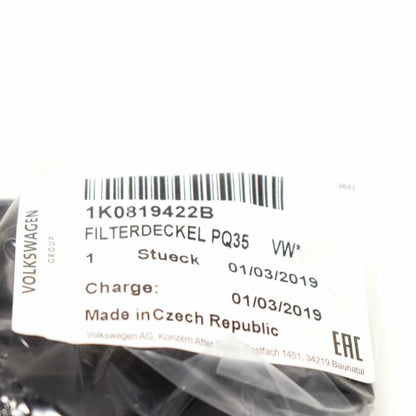 3847
VOLKSWAGEN
GROUP
1K0819422B
FILTERDECKEL PQ35 VW*
1 Stueck 01/03/2019
Charge: 01/03/2019
Made in Czech Republic
Volkswagen AG, Konzern After Postfach 1451, 34219 Baunatal
EAC